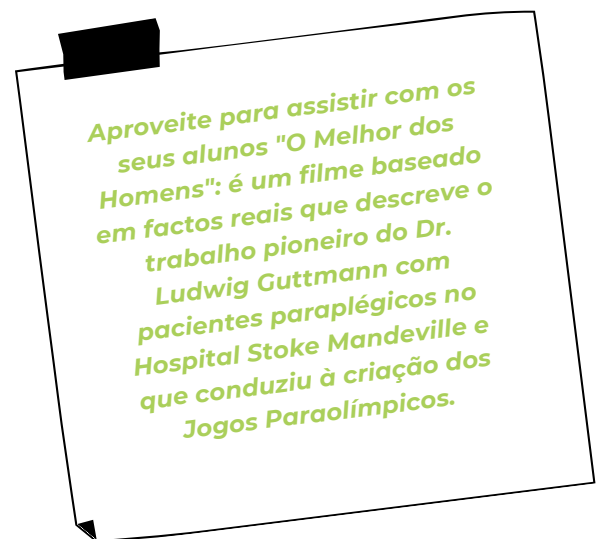 Aproveite para assistir com os
seus alunos "O Melhor dos
Homens": é um filme baseado
em factos reais que descreve o
trabalho pioneiro do Dr.
Ludwig Guttmann com
pacientes paraplégicos no
Hospital Stoke Mandeville e
que conduziu à criação dos
Jogos Paraolímpicos.